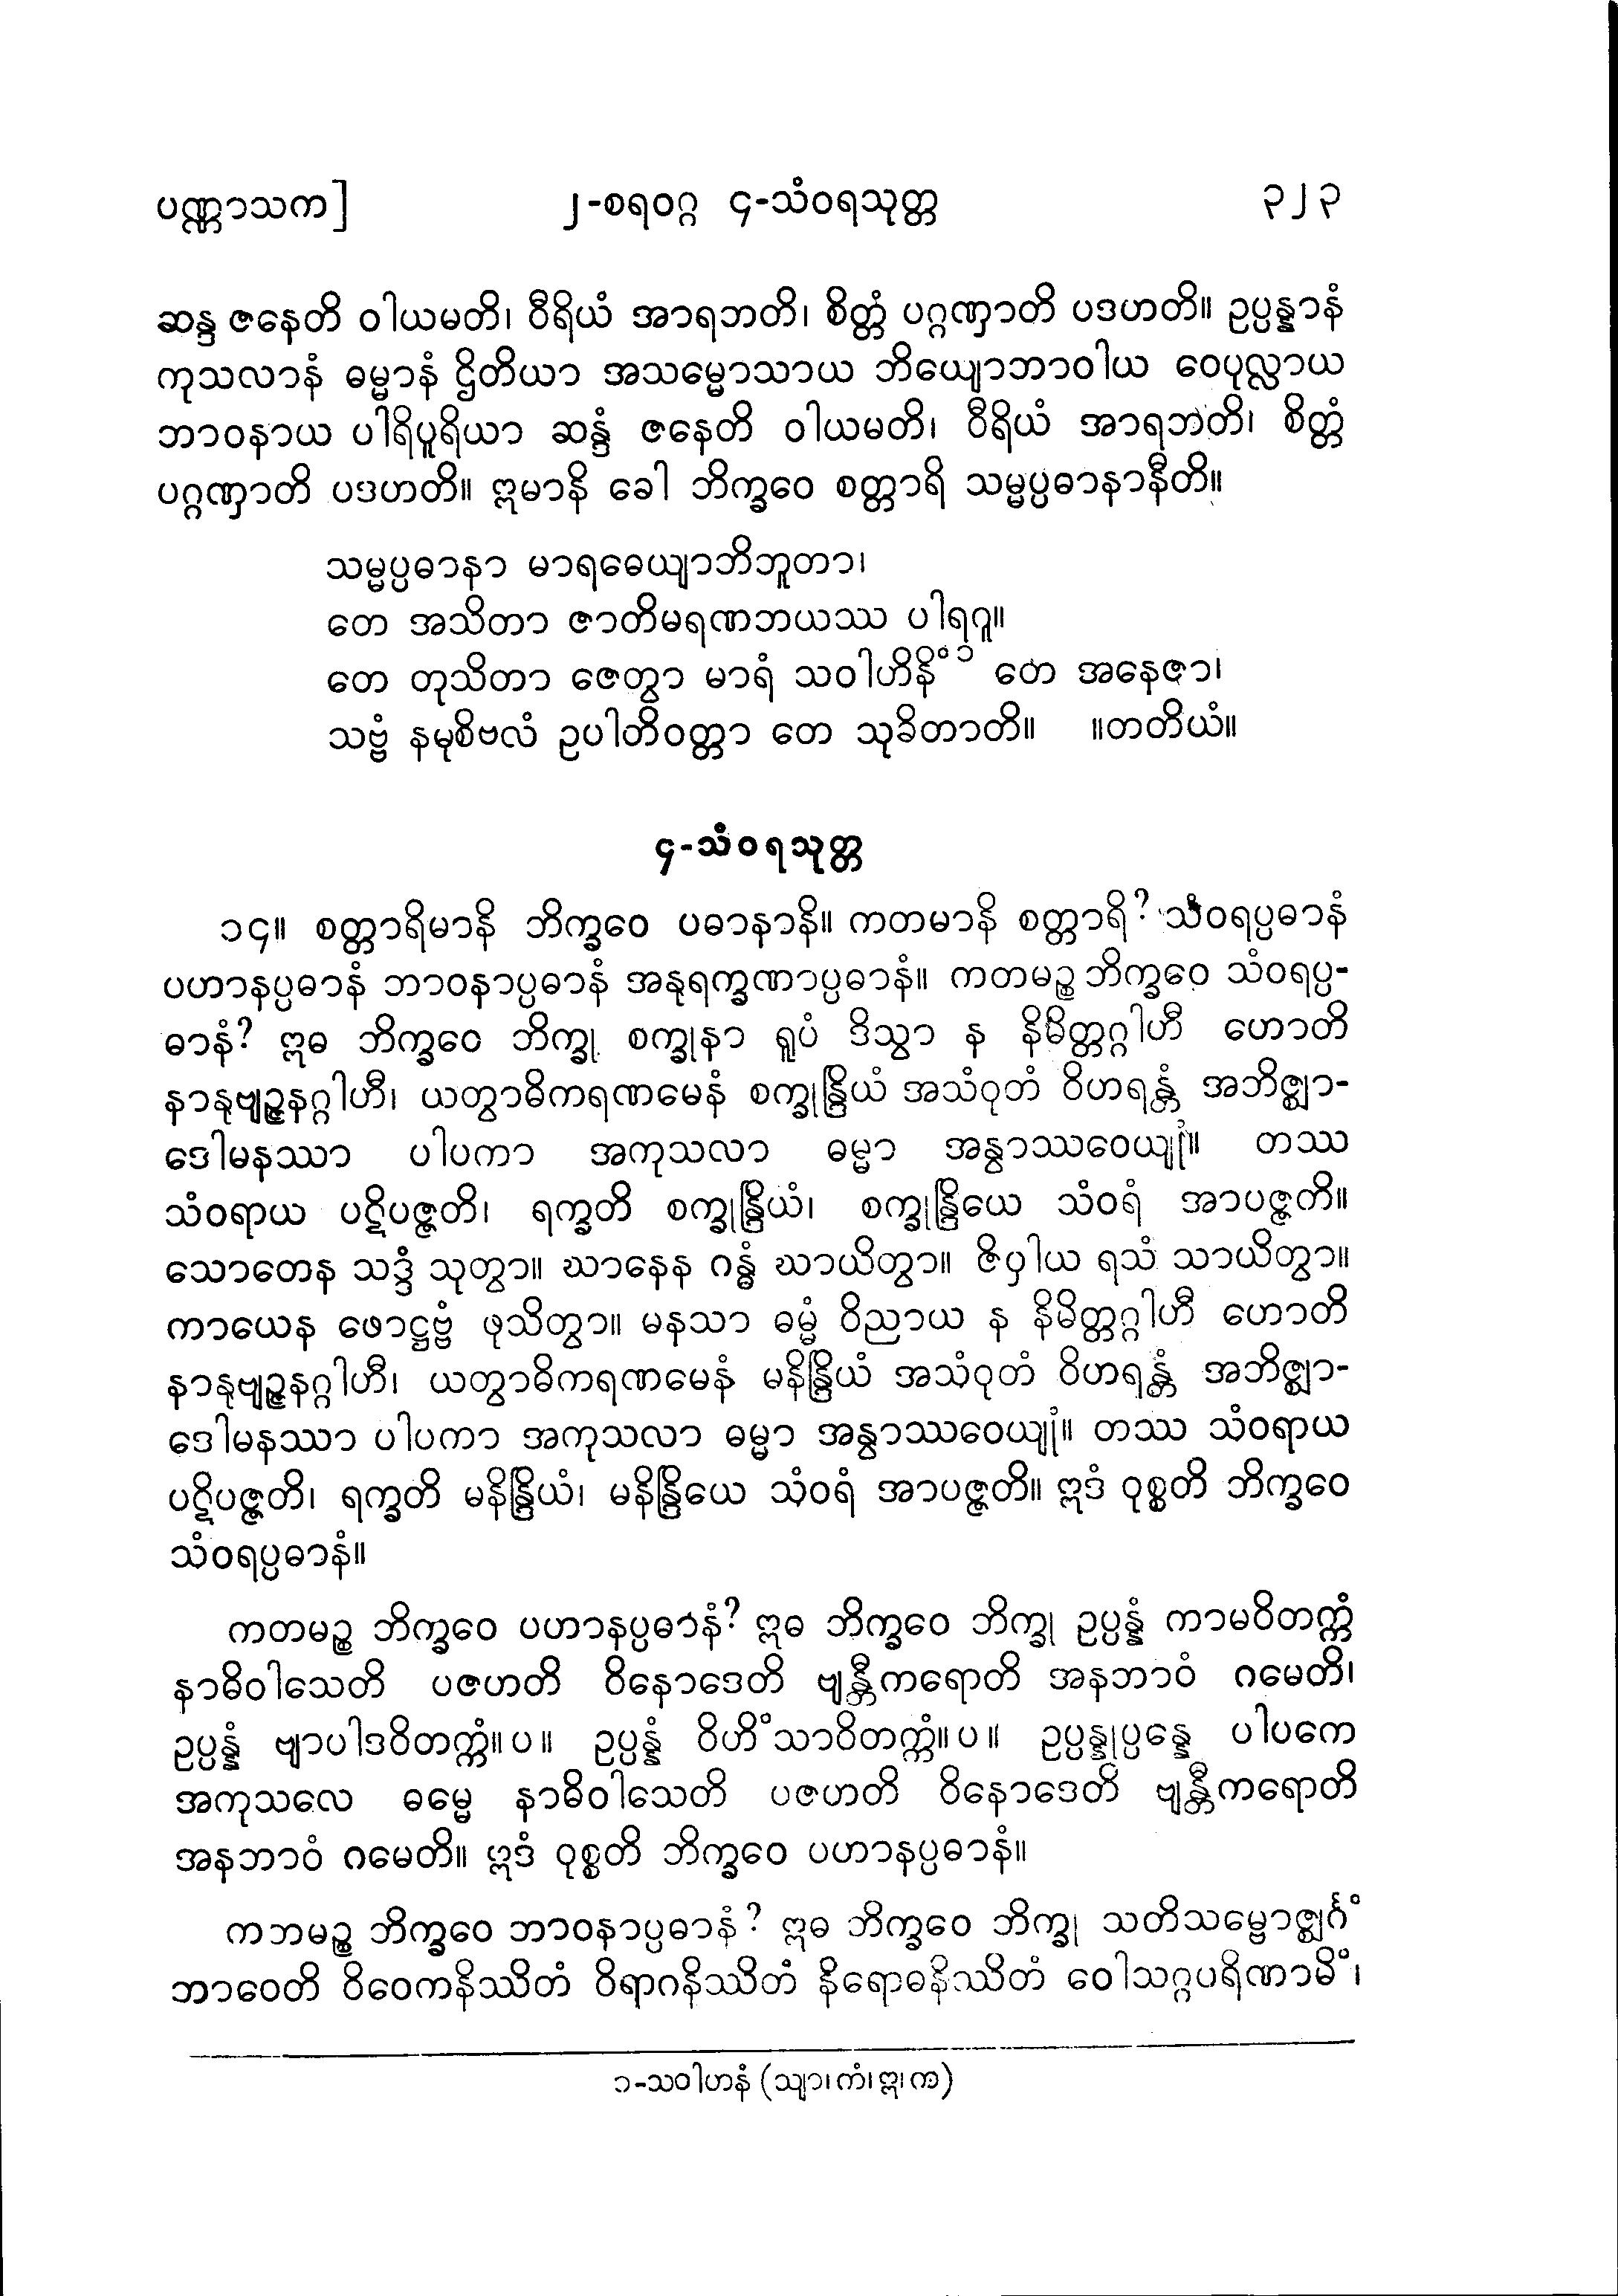 ပဏ္ဏာသက]
၂-စရဝဂ္ဂ ၄-သံဝရသုတ္တ
၃၂၃
ဆန္ဒ ဇနေတိ ဝါယမတိ၊ ဝီရိယံ အာရဘတိ၊ စိတ္တံ ပဂ္ဂဏှာတိ ပဒဟတိ။ ဥပ္ပန္နာနံ
ကုသလာနံ ဓမ္မာနံ ဌိတိယာ အသမ္မောသာယ ဘိယျောဘာဝါယ ဝေပုလ္လာယ
ဘာဝနာယ ပါရိပူရိယာ ဆန္ဒံ ဇနေတိ ဝါယမတိ၊ ဝီရိယံ အာရဘတိ၊ စိတ္တံ
ပဂ္ဂဏှာတိ ပဒဟတိ။ ဣမာနိ ခေါ ဘိက္ခဝေ စတ္တာရိ သမ္မပ္ပဓာနာနီတိ။
သမ္မပ္ပဓာနာ မာရဓေယျာဘိဘူတာ၊
တေ အသိတာ ဇာတိမရဏဘယဿ ပါရဂူ။
တေ တုသိတာ ဇေတွာ မာရံ သဝါဟိနိံ ၁ တေ အနေဇာ၊
သဗ္ဗံ နမုစိဗလံ ဥပါတိဝတ္တာ တေ သုခိတာတိ။ ။တတိယံ။
၄-သံဝရသုတ္တ
၁၄။ စတ္တာရိမာနိ ဘိက္ခဝေ ပဓာနာနိ။ ကတမာနိ စတ္တာရိ? သံဝရပ္ပဓာနံ
ပဟာနပ္ပဓာနံ ဘာဝနာပ္ပဓာနံ အနုရက္ခဏာပ္ပဓာနံ။ ကတမဉ္စ ဘိက္ခဝေ သံဝရပ္ပ-
ဓာနံ? ဣဓ ဘိက္ခဝေ ဘိက္ခု စက္ခုနာ ရူပံ ဒိသွာ န နိမိတ္တဂ္ဂါဟီ ဟောတိ
နာနုဗျဉ္ဇနဂ္ဂါဟီ၊ ယတွာဓိကရဏမေနံ စက္ခုန္ဒြိယံ အသံဝုတံ ဝိဟရန္တံ အဘိဇ္ဈာ-
ဒေါမနဿာ ပါပကာ အကုသလာ ဓမ္မာ အန္വာဿဝေယျုံ။ တဿ
သံဝရာယ ပဋိပဇ္ဇတိ၊ ရက္ခတိ စက္ခုန္ဒြိယံ၊ စက္ခုန္ဒြိယေ သံဝရံ အာပဇ္ဇတိ။
သောတေန သဒ္ဒံ သုတွာ။ ဃာနေန ဂန္ဓံ ဃာယိတွာ။ ဇိဝှါယ ရသံ သာယိတွာ။
ကာယေန ဖောဋ္ဌဗ္ဗံ ဖုသိတွာ။ မနသာ ဓမ္မံ ဝိညာယ န နိမိတ္တဂ္ဂါဟီ ဟောတိ
နာနုဗျဉ္ဇနဂ္ဂါဟီ၊ ယတွာဓိကရဏမေနံ မနိန္ဒြိယံ အသံဝုတံ ဝိဟရန္တံ အဘိဇ္ဈာ-
ဒေါမနဿာ ပါပကာ အကုသလာ ဓမ္မာ အနွာဿဝေယျုံ။ တဿ သံဝရာယ
ပဋိပဇ္ဇတိ၊ ရက္ခတိ မနိန္ဒြိယံ၊ မနိန္ဒြိယေ သံဝရံ အာပဇ္ဇတိ။ ဣဒံ ဝုစ္စတိ ဘိက္ခဝေ
သံဝရပ္ပဓာနံ။
ကတမဉ္စ ဘိက္ခဝေ ပဟာနပ္ပဓာနံ? ဣဓ ဘိက္ခဝေ ဘိက္ခု ဥပ္ပန္နံ ကာမဝိတက္ကံ
နာဓိဝါသေတိ ပဇဟတိ ဝိနောဒေတိ ဗျန္တီကရောတိ အနဘာဝံ ဂမေတိ၊
ဥပ္ပန္နံ ဗျာပါဒဝိတက္ကံ။ပ။ ဥပ္ပန္နံ ဝိဟိံသာဝိတက္ကံ။ပ။ ဥပ္ပန္နုပ္ပန္နေ ပါပကေ
အကုသလေ ဓမ္မေ နာဓိဝါသေတိ ပဇဟတိ ဝိနောဒေတိ ဗျန္တီကရောတိ
အနဘာဝံ ဂမေတိ။ ဣဒံ ဝုစ္စတိ ဘိက္ခဝေ ပဟာနပ္ပဓာနံ။
ကဘမဉ္စ ဘိက္ခဝေ ဘာဝနာပ္ပဓာနံ? ဣဓ ဘိက္ခဝေ ဘိက္ခု သတိသမ္ဗောဇ္ဈင်္ဂံ
ဘာဝေတိ ဝိဝေကနိဿိတံ ဝိရာဂနိဿိတံ နိရောဓနိဿိတံ ဝေါသဂ္ဂပရိဏာမိံ၊
၁-သဝါဟနံ (သျာ၊ကံ၊ဣ၊က)